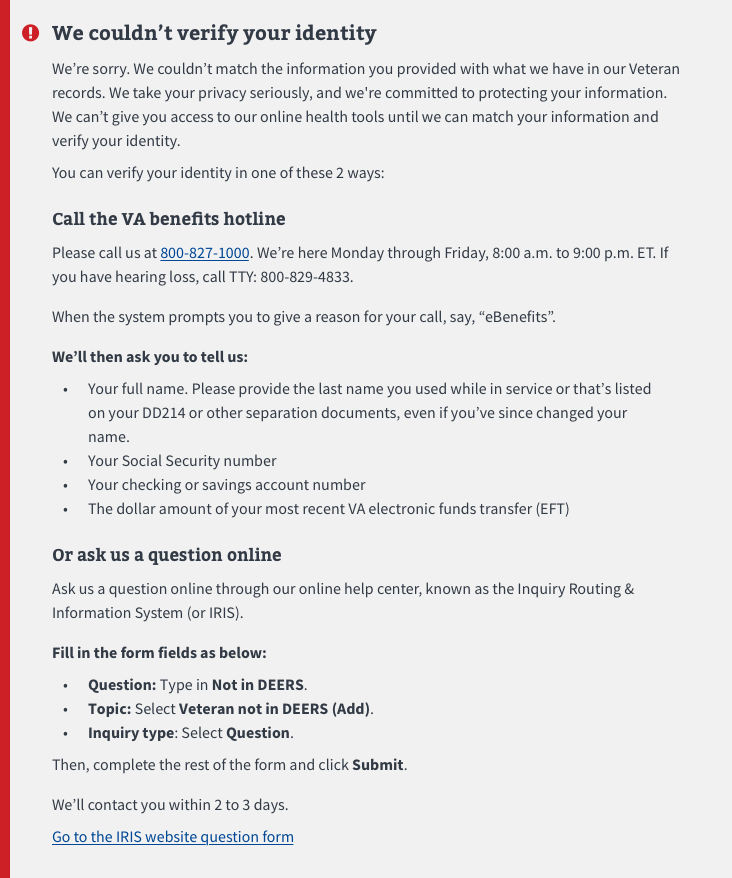 We couldn’t verify your identity
We’re sorry. We couldn’t match the information you provided with what we have in our Veteran
records. We take your privacy seriously, and we're committed to protecting your information.
We can’t give you access to our online health tools until we can match your information and
verify your identity.
You can verify your identity in one of these 2 ways:
Call the VA benefits hotline
Please call us at 800-827-1000. We’re here Monday through Friday, 8:00 a.m. to 9:00 p.m. ET. If
you have hearing loss, call TTY: 800-829-4833.
When the system prompts you to give a reason for your call, say, “eBenefits”.
We’ll then ask you to tell us:
• Your full name. Please provide the last name you used while in service or that’s listed
on your DD214 or other separation documents, even if you’ve since changed your
name.
• Your Social Security number
• Your checking or savings account number
• The dollar amount of your most recent VA electronic funds transfer (EFT)
Or ask us a question online
Ask us a question online through our online help center, known as the Inquiry Routing &
Information System (or IRIS).
Fill in the form fields as below:
• Question: Type in Not in DEERS.
• Topic: Select Veteran not in DEERS (Add).
• Inquiry type: Select Question.
Then, complete the rest of the form and click Submit.
We’ll contact you within 2 to 3 days.
Go to the IRIS website question form